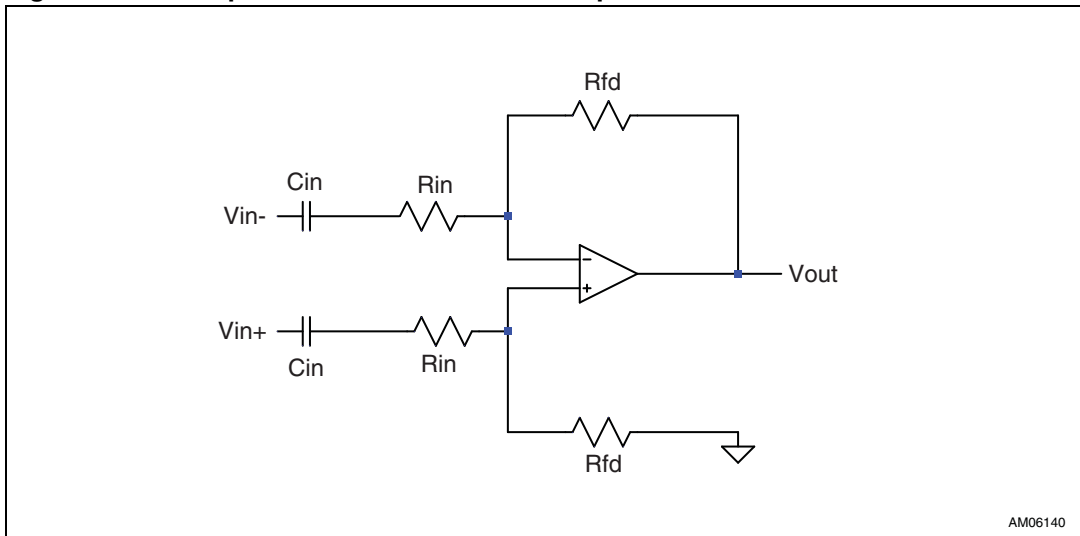 Rfd
Cin
Rin
Vin-
-
+
Vout
Vin+
Cin
Rin
Rfd
AM06140